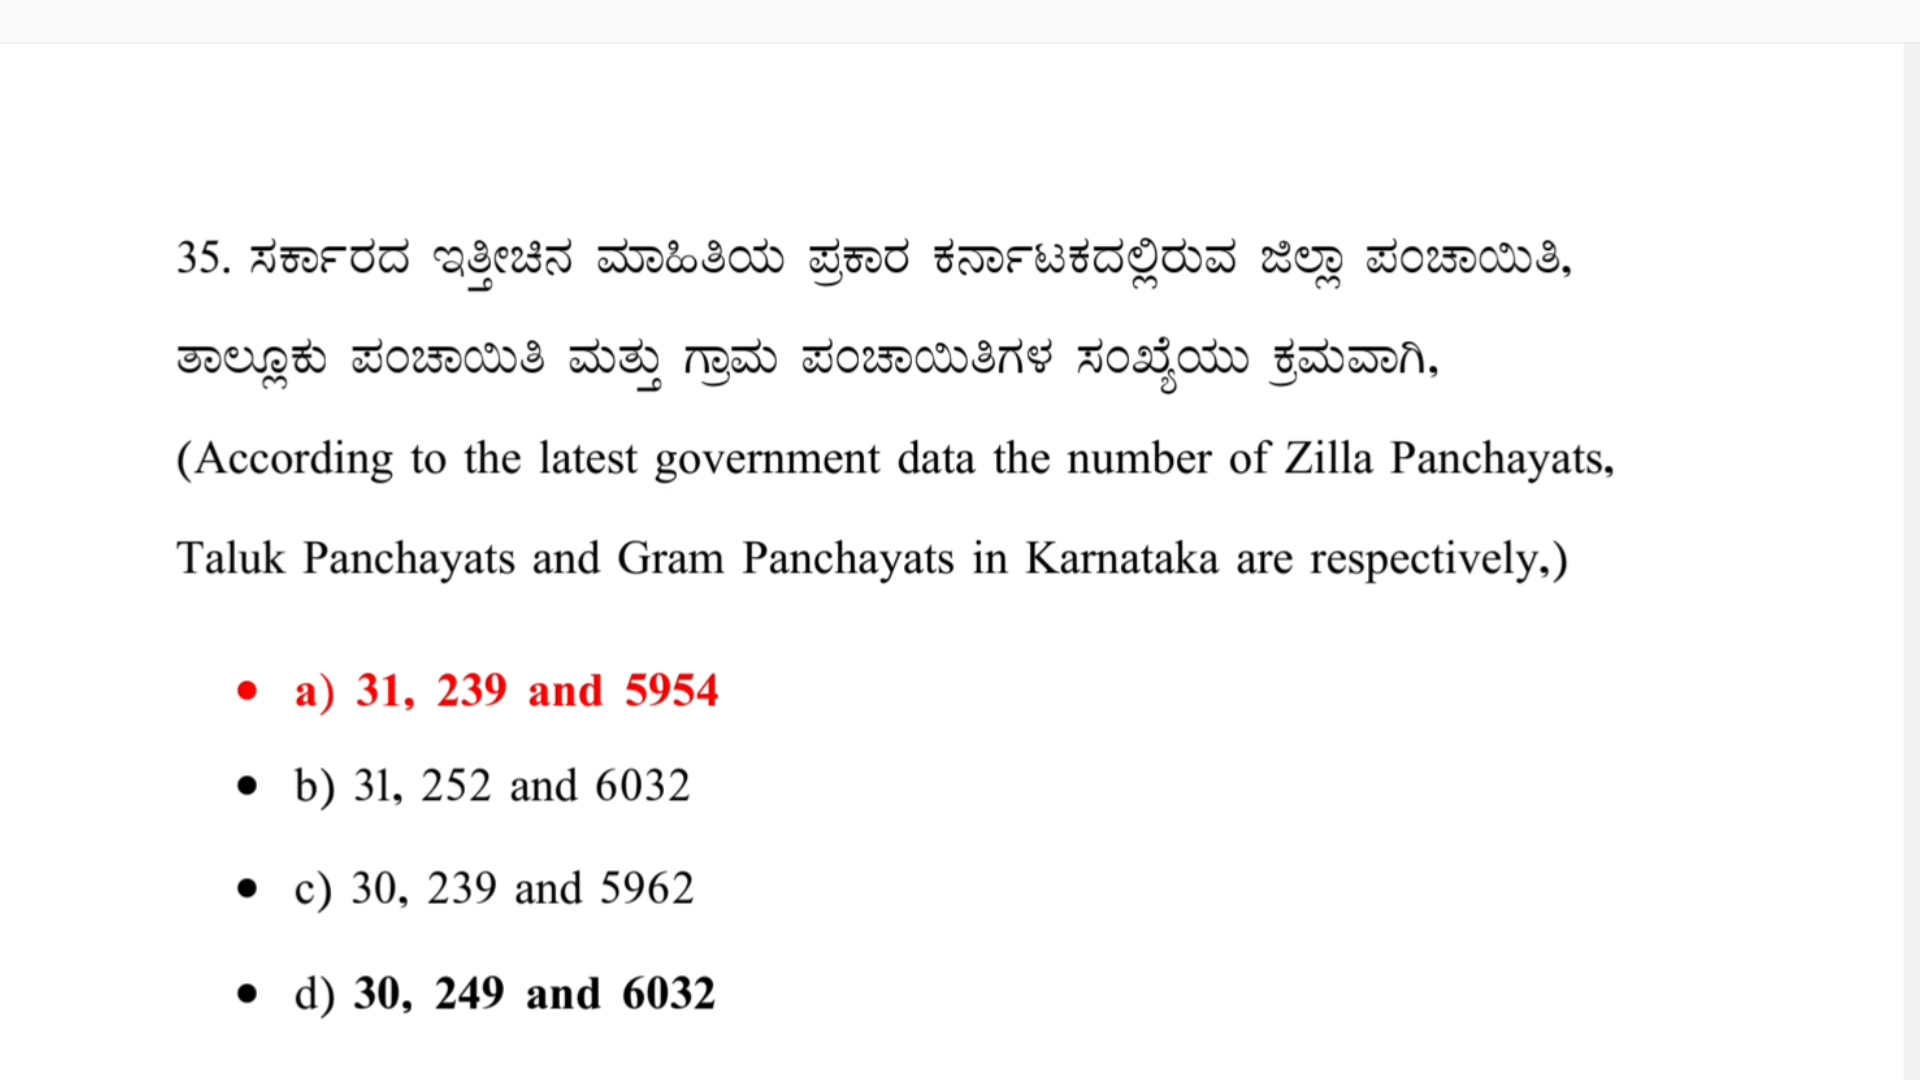 35. ಸರ್ಕಾರದ ಇತ್ತೀಚಿನ ಮಾಹಿತಿಯ ಪ್ರಕಾರ ಕರ್ನಾಟಕದಲ್ಲಿರುವ ಜಿಲ್ಲಾ ಪಂಚಾಯಿತಿ,
ತಾಲ್ಲೂಕು ಪಂಚಾಯಿತಿ ಮತ್ತು ಗ್ರಾಮ ಪಂಚಾಯಿತಿಗಳ ಸಂಖ್ಯೆಯು ಕ್ರಮವಾಗಿ,
(According to the latest government data the number of Zilla Panchayats,
Taluk Panchayats and Gram Panchayats in Karnataka are respectively,)
• a) 31, 239 and 5954
• b) 31, 252 and 6032
• c) 30, 239 and 5962
• d) 30, 249 and 6032